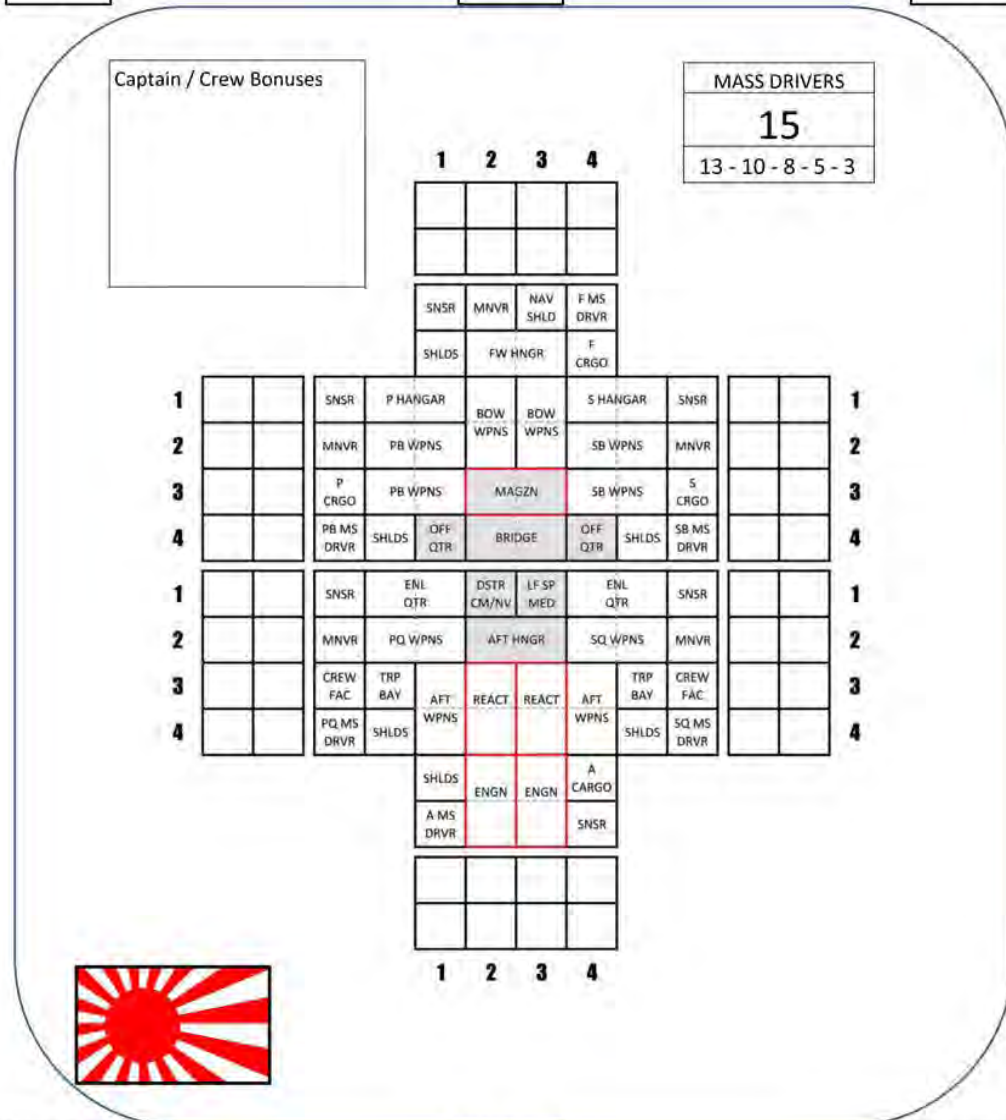 Captain / Crew Bonuses
MASS DRIVERS
15
13 - 10 - 8 - 5 - 3
1 2 3 4
SNSR MNVR NAV SHLD F MS DRVR
SHLDS FW HNGR F CRGO
1 SNSR P HANGAR BOW WPNS BOW WPNS S HANGAR SNSR 1
2 MNVR PB WPNS SB WPNS MNVR 2
3 P CRGO PB WPNS MAGZN SB WPNS S CRGO 3
4 PB MS DRVR SHLDS OFF QTR BRIDGE OFF QTR SHLDS SB MS DRVR 4
1 SNSR ENL QTR DSTR CM/NV LF SP MED ENL QTR SNSR 1
2 MNVR PQ WPNS AFT HNGR SQ WPNS MNVR 2
3 CREW FAC TRP BAY AFT WPNS REACT REACT AFT WPNS TRP BAY CREW FAC 3
4 PQ MS DRVR SHLDS SHLDS SQ MS DRVR 4
SHLDS ENGN ENGN A CARGO
A MS DRVR SNSR
1 2 3 4